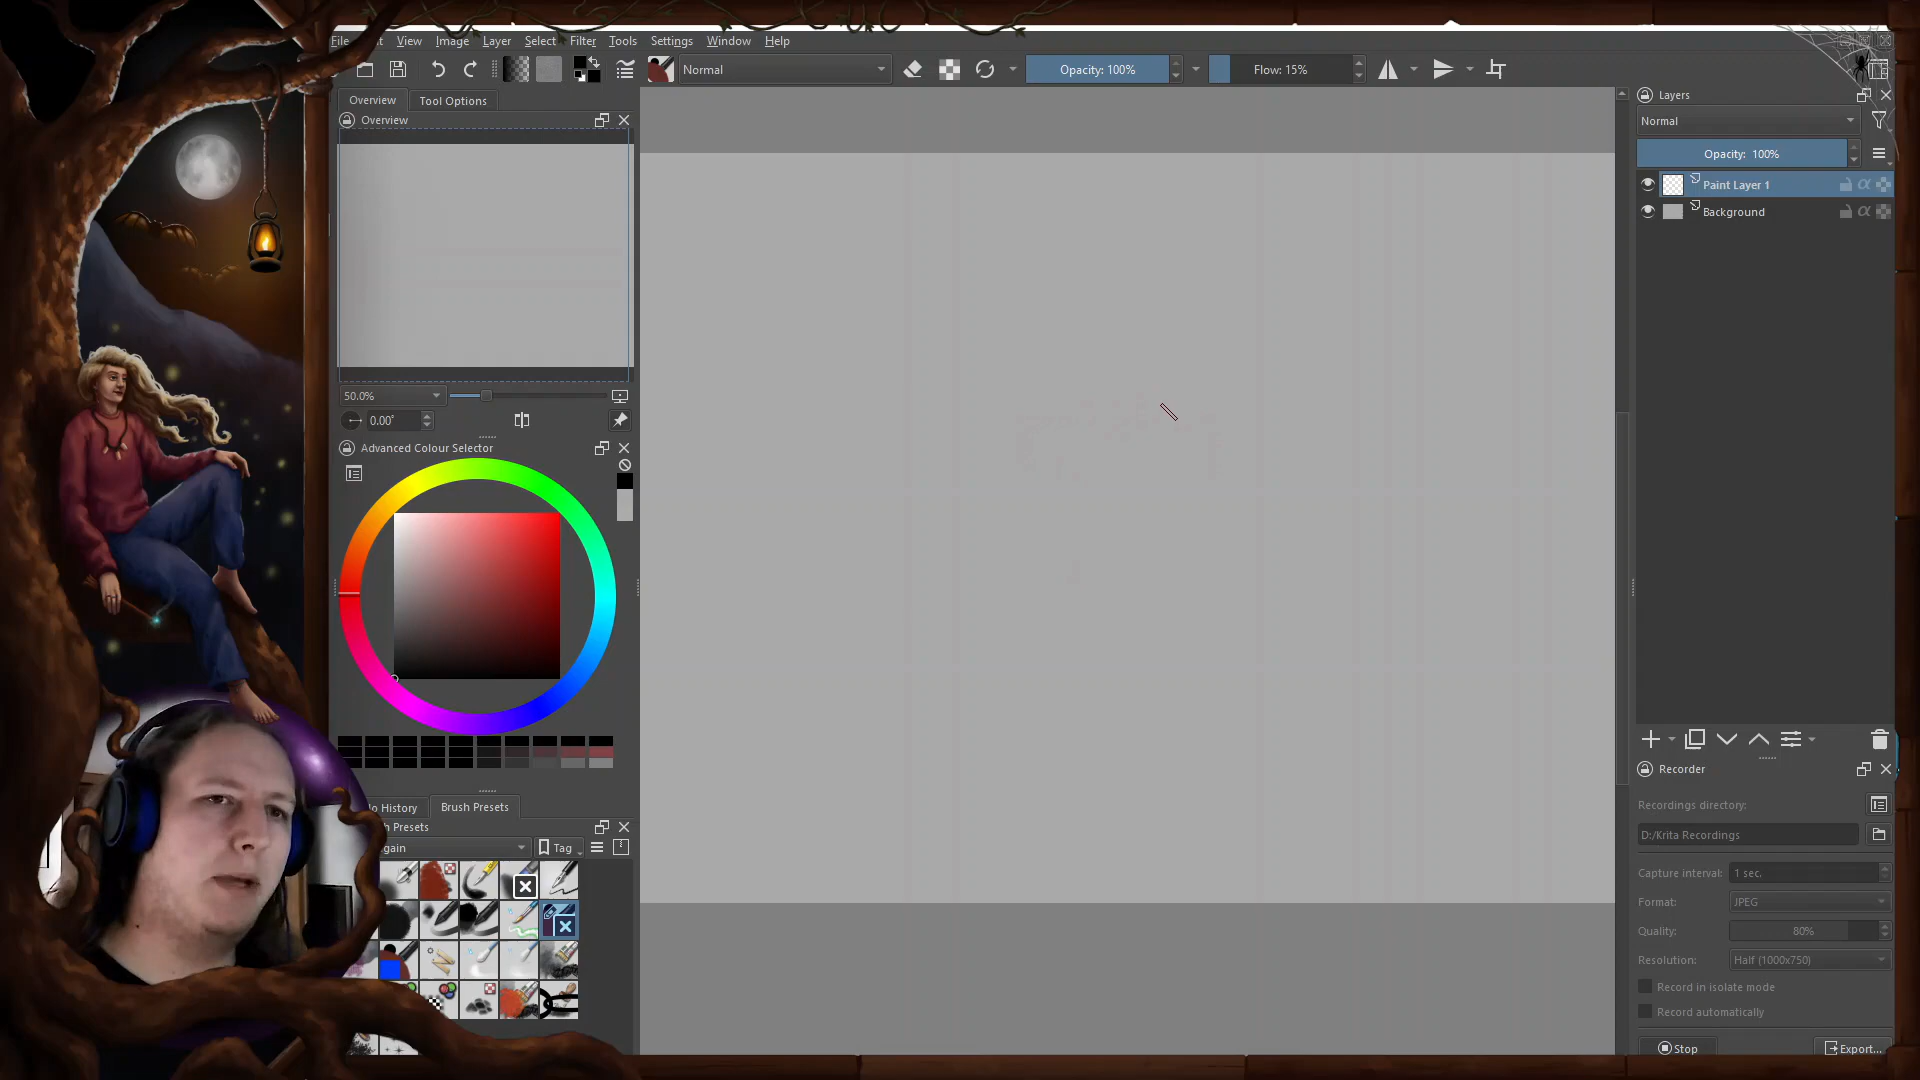 File
View
Image
Layer
Select
Filter
Tools
Settings
Window
Help
Normal
Opacity: 100%
Flow: 15%
Overview
Tool Options
Overview
50.0%
0.00°
Advanced Colour Selector
Brush Presets
Tag
Layers
Normal
Opacity: 100%
Paint Layer 1
Background
Recorder
Recordings directory:
D:/Krita Recordings
Capture interval:
1 sec.
Format:
JPEG
Quality:
80%
Resolution:
Half (1000x750)
Record in isolate mode
Record automatically
Stop
Export...